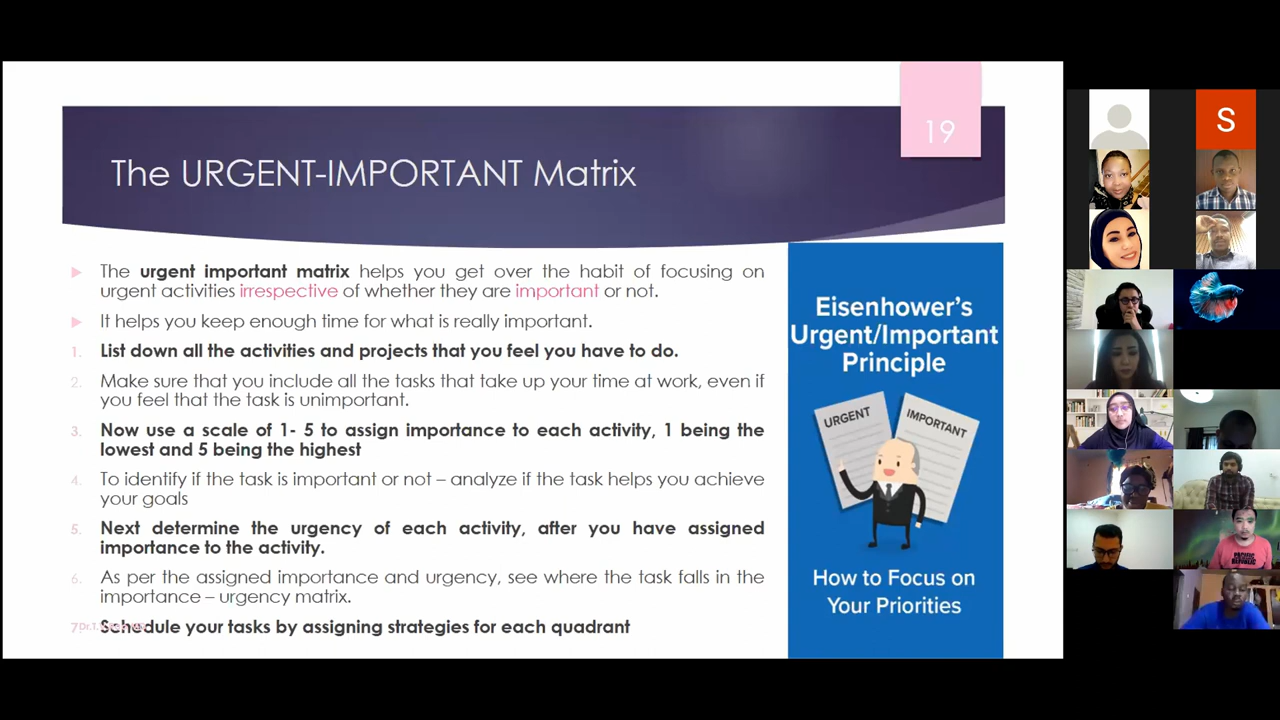 19
The URGENT-IMPORTANT Matrix
The urgent important matrix helps you get over the habit of focusing on
urgent activities irrespective of whether they are important or not.
It helps you keep enough time for what is really important.
1. List down all the activities and projects that you feel you have to do.
2. Make sure that you include all the tasks that take up your time at work, even if
you feel that the task is unimportant.
3. Now use a scale of 1- 5 to assign importance to each activity, 1 being the
lowest and 5 being the highest
4. To identify if the task is important or not – analyze if the task helps you achieve
your goals
5. Next determine the urgency of each activity, after you have assigned
importance to the activity.
6. As per the assigned importance and urgency, see where the task falls in the
importance – urgency matrix.
7. Schedule your tasks by assigning strategies for each quadrant
Eisenhower's
Urgent/Important
Principle
URGENT
IMPORTANT
How to Focus on
Your Priorities
S